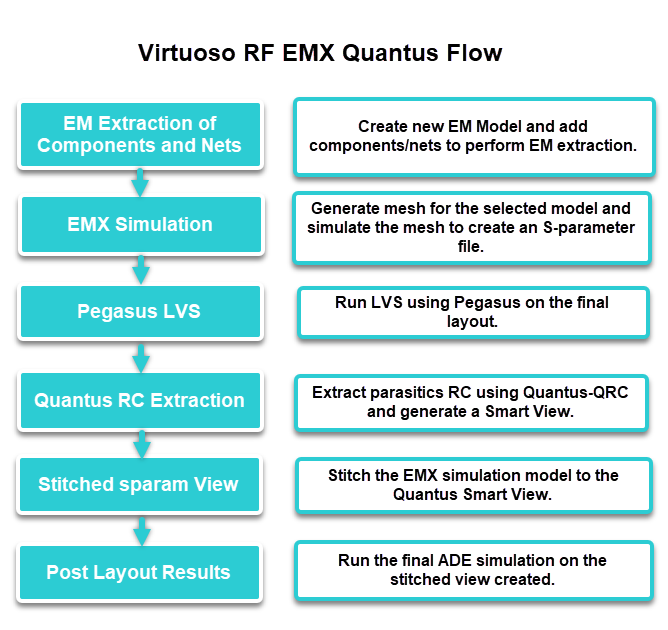 Virtuoso RF EMX Quantus Flow
EM Extraction of
Components and Nets
Create new EM Model and add
components/nets to perform EM extraction.
EMX Simulation
Generate mesh for the selected model and
simulate the mesh to create an S-parameter
file.
Pegasus LVS
Run LVS using Pegasus on the final
layout.
Quantus RC Extraction
Extract parasitics RC using Quantus-QRC
and generate a Smart View.
Stitched sparam View
Stitch the EMX simulation model to the
Quantus Smart View.
Post Layout Results
Run the final ADE simulation on the
stitched view created.